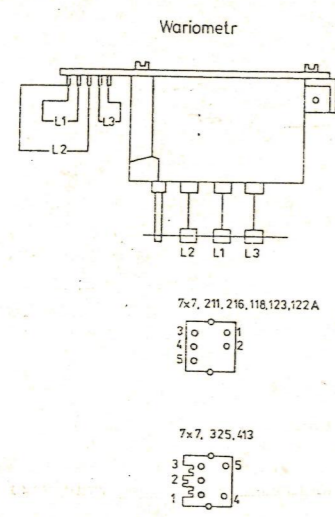 Wariometr
L1 L3
L2
L2 L1 L3
7x7, 211, 216, 118, 123, 122A
3 1
4 2
5
7x7, 325, 413
3 5
2
1 4